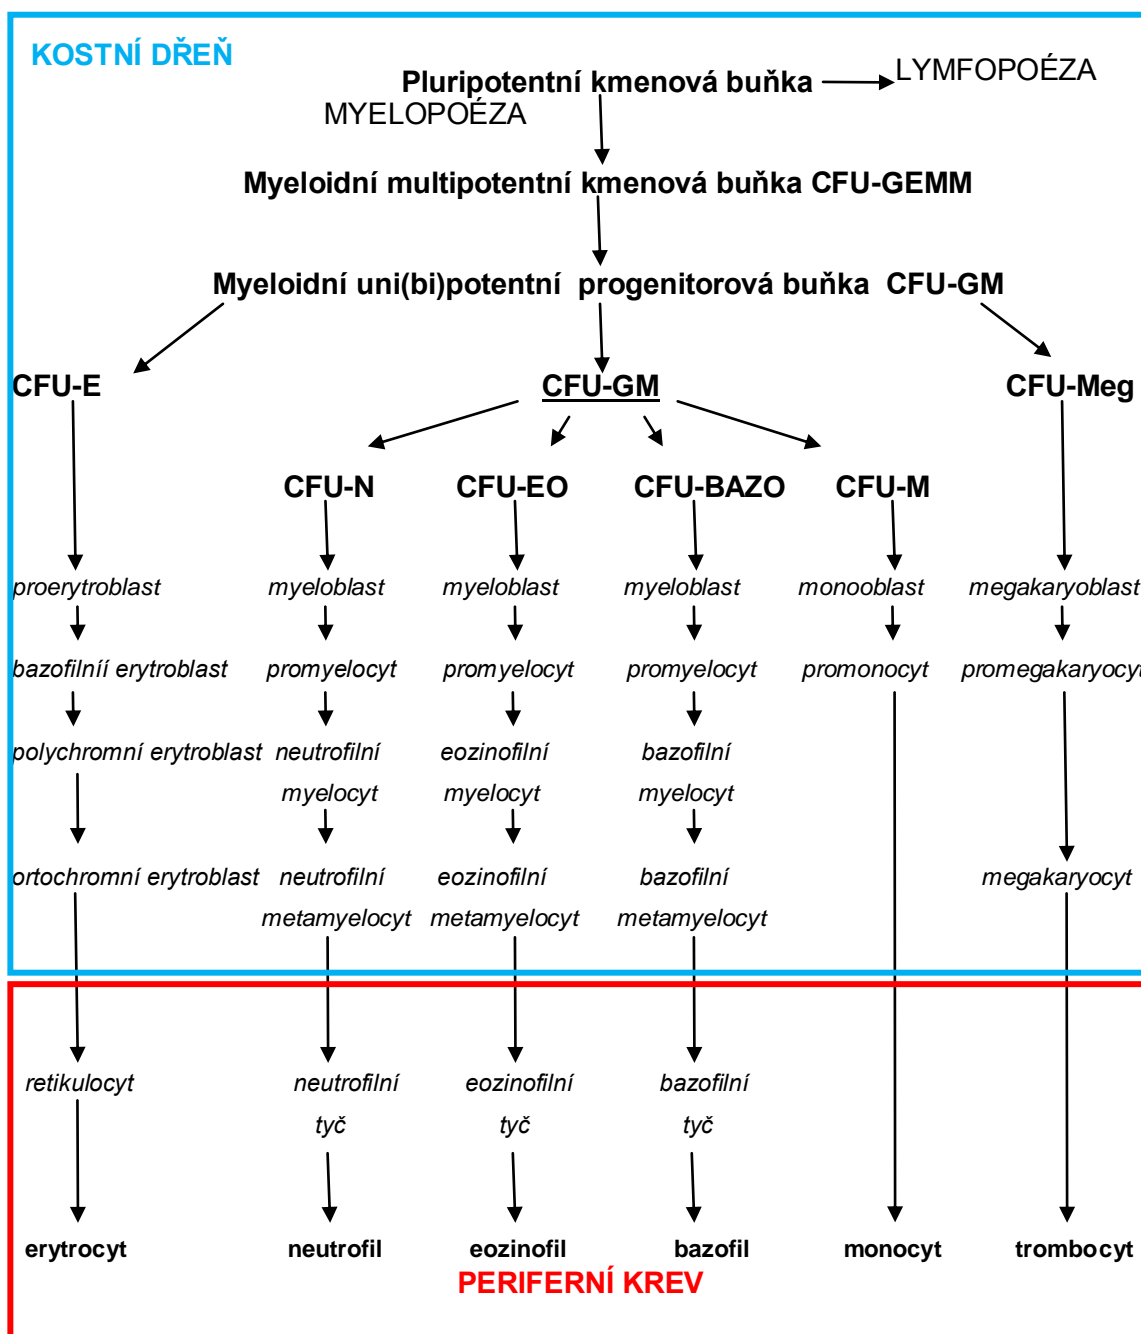 KOSTNÍ DŘEŇ
Pluripotentní kmenová buňka
LYMFOPOÉZA
MYELOPOÉZA
Myeloidní multipotentní kmenová buňka CFU-GEMM
Myeloidní uni(bi)potentní progenitorová buňka CFU-GM
CFU-E CFU-GM CFU-Meg
CFU-N CFU-EO CFU-BAZO CFU-M
proerytroblast myeloblast myeloblast myeloblast monooblast megakaryoblast
bazofilníí erytroblast promyelocyt promyelocyt promyelocyt promonocyt promegakaryocyt
polychromní erytroblast neutrofilní eozinofilní bazofilní
myelocyt myelocyt myelocyt
ortochromní erytroblast neutrofilní eozinofilní bazofilní megakaryocyt
metamyelocyt metamyelocyt metamyelocyt
retikulocyt neutrofilní eozinofilní bazofilní
tyč tyč tyč
erytrocyt neutrofil eozinofil bazofil monocyt trombocyt
PERIFERNÍ KREV